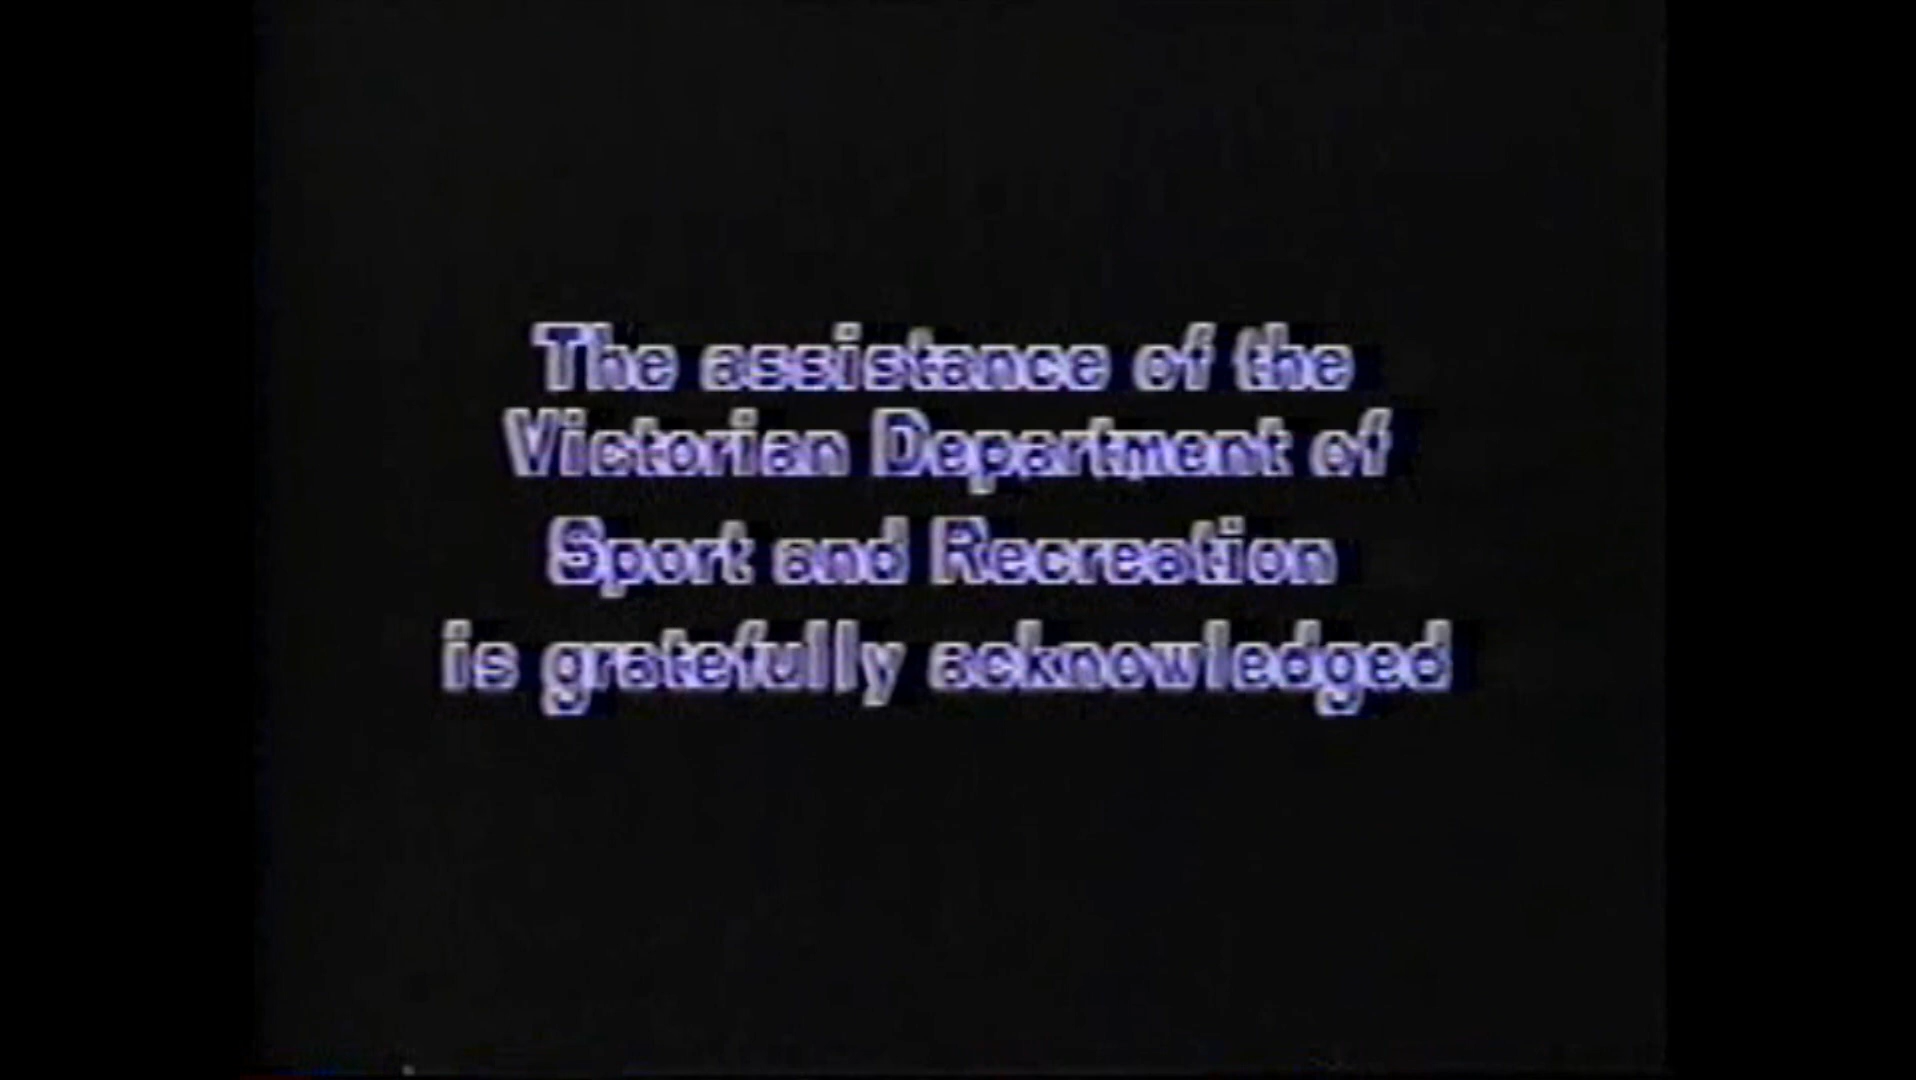 The assistance of the
Victorian Department of
Sport and Recreation
is gratefully acknowledged